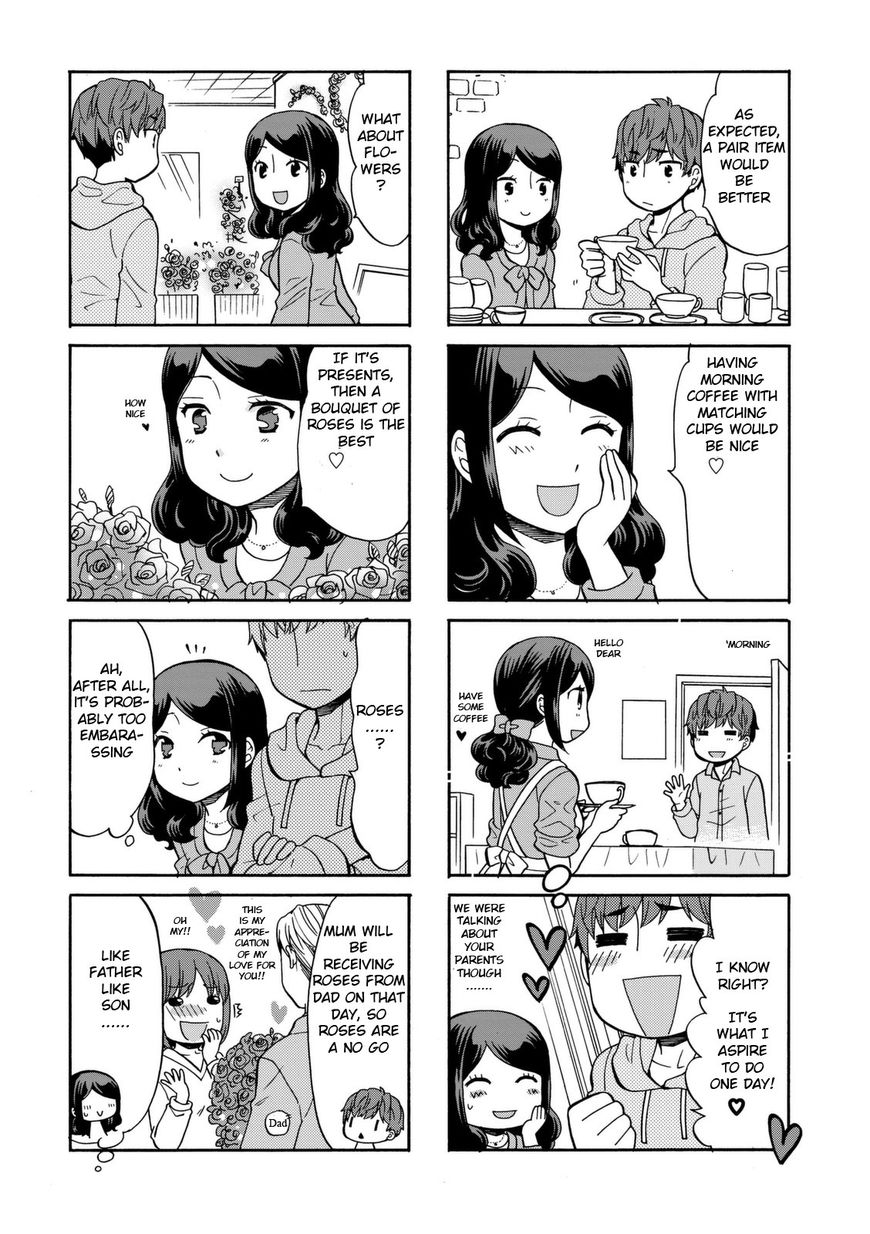 AS
EXPECTED,
A PAIR ITEM
WOULD
BE
BETTER
HAVING
MORNING
COFFEE WITH
MATCHING
CUPS WOULD
BE NICE
♡
'MORNING
HELLO
DEAR
HAVE
SOME
COFFEE
♥
I KNOW
RIGHT?
IT'S
WHAT I
ASPIRE
TO DO
ONE DAY!
♥
WE WERE
TALKING
ABOUT
YOUR
PARENTS
THOUGH
.......
WHAT
ABOUT
FLO-
WERS
?
IF IT'S
PRESENTS,
THEN A
BOUQUET OF
ROSES IS THE
BEST
♡
HOW
NICE
♥
ROSES
......?
AH,
AFTER ALL,
IT'S PROB-
ABLY TOO
EMBARA-
SSING
MUM WILL
BE
RECEIVING
ROSES FROM
DAD ON THAT
DAY, SO
ROSES ARE
A NO GO
THIS
IS MY
APPRE-
CIATION
OF MY
LOVE FOR
YOU!!
OH
MY!!
Dad
LIKE
FATHER
LIKE
SON
......